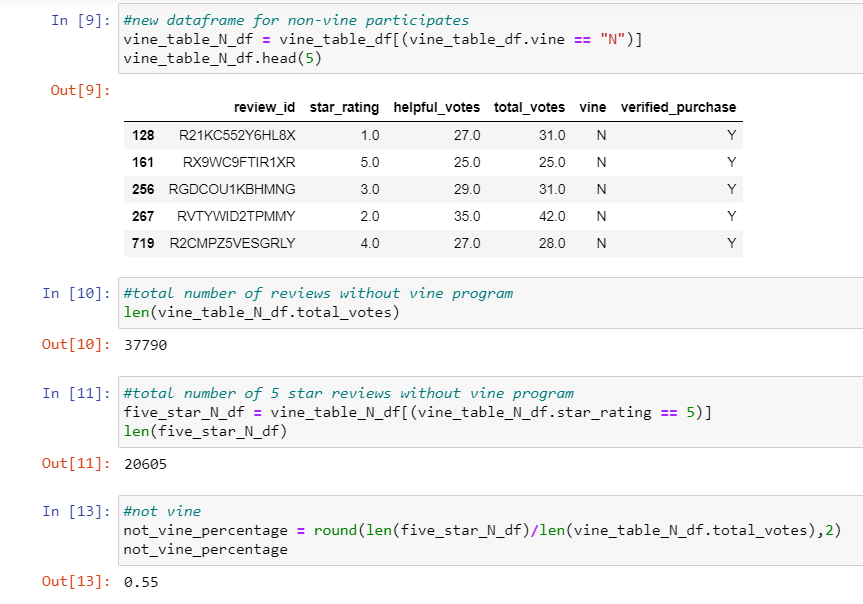 In [9]: #new dataframe for non-vine participates
vine_table_N_df = vine_table_df[(vine_table_df.vine == "N")]
vine_table_N_df.head(5)
Out[9]:
review_id star_rating helpful_votes total_votes vine verified_purchase
128 R21KC552Y6HL8X 1.0 27.0 31.0 N Y
161 RX9WC9FTIR1XR 5.0 25.0 25.0 N Y
256 RGDCOU1KBHMNG 3.0 29.0 31.0 N Y
267 RVTYWID2TPMMY 2.0 35.0 42.0 N Y
719 R2CMPZ5VESGRLY 4.0 27.0 28.0 N Y
In [10]: #total number of reviews without vine program
len(vine_table_N_df.total_votes)
Out[10]: 37790
In [11]: #total number of 5 star reviews without vine program
five_star_N_df = vine_table_N_df[(vine_table_N_df.star_rating == 5)]
len(five_star_N_df)
Out[11]: 20605
In [13]: #not vine
not_vine_percentage = round(len(five_star_N_df)/len(vine_table_N_df.total_votes),2)
not_vine_percentage
Out[13]: 0.55